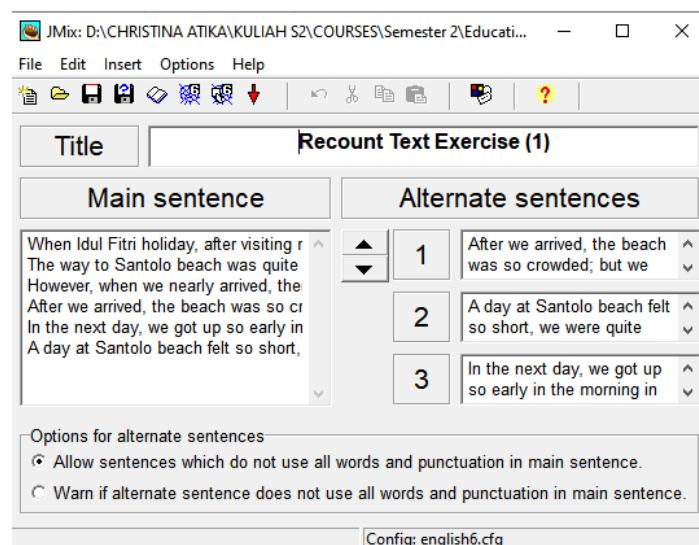 JMix: D:\CHRISTINA ATIKA\KULIAH S2\COURSES\Semester 2\Educati...
File Edit Insert Options Help
Title
Recount Text Exercise (1)
Main sentence
Alternate sentences
When Idul Fitri holiday, after visiting
The way to Santolo beach was quite
However, when we nearly arrived,
After we arrived, the beach was so
In the next day, we got up so early in
A day at Santolo beach felt so short,
1
After we arrived, the beach
was so crowded; but we
2
A day at Santolo beach felt
so short, we were quite
3
In the next day, we got up
so early in the morning in
Options for alternate sentences
Allow sentences which do not use all words and punctuation in main sentence.
Warn if alternate sentence does not use all words and punctuation in main sentence.
Config: english6.cfg